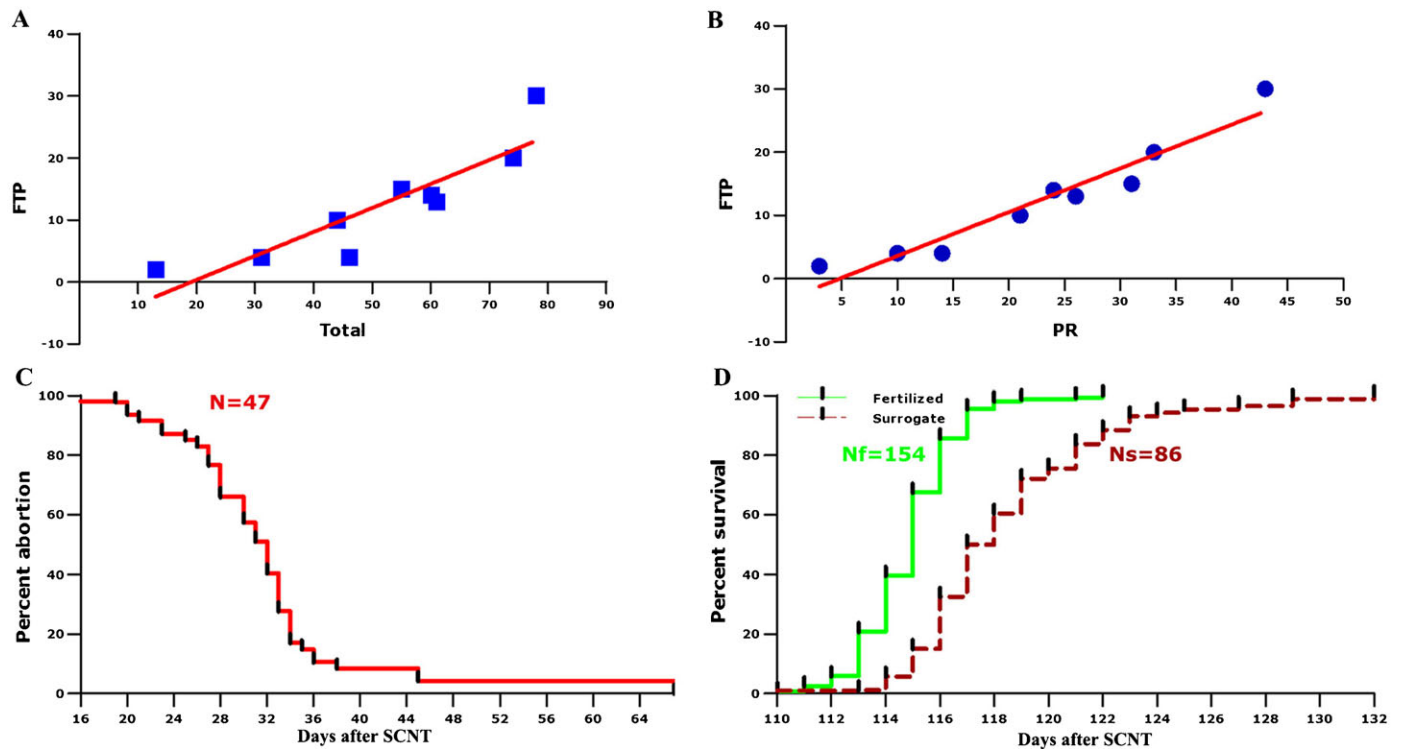 A
40
30
20
10
0
-10
FTP
10 20 30 40 50 60 70 80 90
Total
B
40
30
20
10
0
-10
FTP
5 10 15 20 25 30 35 40 45 50
PR
C
100
80
60
40
20
0
Percent abortion
N=47
16 20 24 28 32 36 40 44 48 52 56 60 64
Days after SCNT
D
100
80
60
40
20
0
Percent survival
Fertilized
Surrogate
Nf=154
Ns=86
110 112 114 116 118 120 122 124 126 128 130 132
Days after SCNT